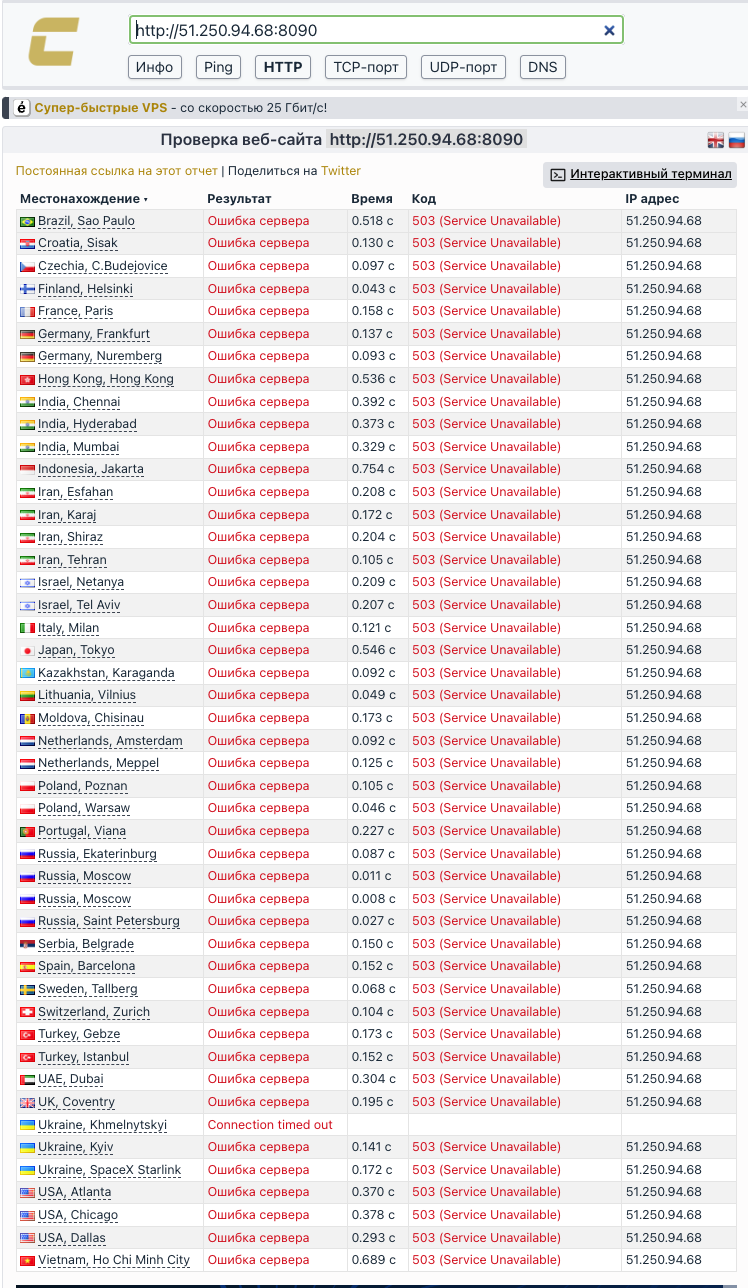 http://51.250.94.68:8090
Инфо Ping HTTP TCP-порт UDP-порт DNS
é Супер-быстрые VPS - со скоростью 25 Гбит/с! ×
Проверка веб-сайта http://51.250.94.68:8090
Постоянная ссылка на этот отчет | Поделиться на Twitter
Интерактивный терминал
Местонахождение Результат Время Код IP адрес
Brazil, Sao Paulo Ошибка сервера 0.518 с 503 (Service Unavailable) 51.250.94.68
Croatia, Sisak Ошибка сервера 0.130 с 503 (Service Unavailable) 51.250.94.68
Czechia, C.Budejovice Ошибка сервера 0.097 с 503 (Service Unavailable) 51.250.94.68
Finland, Helsinki Ошибка сервера 0.043 с 503 (Service Unavailable) 51.250.94.68
France, Paris Ошибка сервера 0.158 с 503 (Service Unavailable) 51.250.94.68
Germany, Frankfurt Ошибка сервера 0.137 с 503 (Service Unavailable) 51.250.94.68
Germany, Nuremberg Ошибка сервера 0.093 с 503 (Service Unavailable) 51.250.94.68
Hong Kong, Hong Kong Ошибка сервера 0.536 с 503 (Service Unavailable) 51.250.94.68
India, Chennai Ошибка сервера 0.392 с 503 (Service Unavailable) 51.250.94.68
India, Hyderabad Ошибка сервера 0.373 с 503 (Service Unavailable) 51.250.94.68
India, Mumbai Ошибка сервера 0.329 с 503 (Service Unavailable) 51.250.94.68
Indonesia, Jakarta Ошибка сервера 0.754 с 503 (Service Unavailable) 51.250.94.68
Iran, Esfahan Ошибка сервера 0.208 с 503 (Service Unavailable) 51.250.94.68
Iran, Karaj Ошибка сервера 0.172 с 503 (Service Unavailable) 51.250.94.68
Iran, Shiraz Ошибка сервера 0.204 с 503 (Service Unavailable) 51.250.94.68
Iran, Tehran Ошибка сервера 0.105 с 503 (Service Unavailable) 51.250.94.68
Israel, Netanya Ошибка сервера 0.209 с 503 (Service Unavailable) 51.250.94.68
Israel, Tel Aviv Ошибка сервера 0.207 с 503 (Service Unavailable) 51.250.94.68
Italy, Milan Ошибка сервера 0.121 с 503 (Service Unavailable) 51.250.94.68
Japan, Tokyo Ошибка сервера 0.546 с 503 (Service Unavailable) 51.250.94.68
Kazakhstan, Karaganda Ошибка сервера 0.092 с 503 (Service Unavailable) 51.250.94.68
Lithuania, Vilnius Ошибка сервера 0.049 с 503 (Service Unavailable) 51.250.94.68
Moldova, Chisinau Ошибка сервера 0.173 с 503 (Service Unavailable) 51.250.94.68
Netherlands, Amsterdam Ошибка сервера 0.092 с 503 (Service Unavailable) 51.250.94.68
Netherlands, Meppel Ошибка сервера 0.125 с 503 (Service Unavailable) 51.250.94.68
Poland, Poznan Ошибка сервера 0.105 с 503 (Service Unavailable) 51.250.94.68
Poland, Warsaw Ошибка сервера 0.046 с 503 (Service Unavailable) 51.250.94.68
Portugal, Viana Ошибка сервера 0.227 с 503 (Service Unavailable) 51.250.94.68
Russia, Ekaterinburg Ошибка сервера 0.087 с 503 (Service Unavailable) 51.250.94.68
Russia, Moscow Ошибка сервера 0.011 с 503 (Service Unavailable) 51.250.94.68
Russia, Moscow Ошибка сервера 0.008 с 503 (Service Unavailable) 51.250.94.68
Russia, Saint Petersburg Ошибка сервера 0.027 с 503 (Service Unavailable) 51.250.94.68
Serbia, Belgrade Ошибка сервера 0.150 с 503 (Service Unavailable) 51.250.94.68
Spain, Barcelona Ошибка сервера 0.152 с 503 (Service Unavailable) 51.250.94.68
Sweden, Tallberg Ошибка сервера 0.068 с 503 (Service Unavailable) 51.250.94.68
Switzerland, Zurich Ошибка сервера 0.104 с 503 (Service Unavailable) 51.250.94.68
Turkey, Gebze Ошибка сервера 0.173 с 503 (Service Unavailable) 51.250.94.68
Turkey, Istanbul Ошибка сервера 0.152 с 503 (Service Unavailable) 51.250.94.68
UAE, Dubai Ошибка сервера 0.304 с 503 (Service Unavailable) 51.250.94.68
UK, Coventry Ошибка сервера 0.195 с 503 (Service Unavailable) 51.250.94.68
Ukraine, Khmelnytskyi Connection timed out
Ukraine, Kyiv Ошибка сервера 0.141 с 503 (Service Unavailable) 51.250.94.68
Ukraine, SpaceX Starlink Ошибка сервера 0.172 с 503 (Service Unavailable) 51.250.94.68
USA, Atlanta Ошибка сервера 0.370 с 503 (Service Unavailable) 51.250.94.68
USA, Chicago Ошибка сервера 0.378 с 503 (Service Unavailable) 51.250.94.68
USA, Dallas Ошибка сервера 0.293 с 503 (Service Unavailable) 51.250.94.68
Vietnam, Ho Chi Minh City Ошибка сервера 0.689 с 503 (Service Unavailable) 51.250.94.68